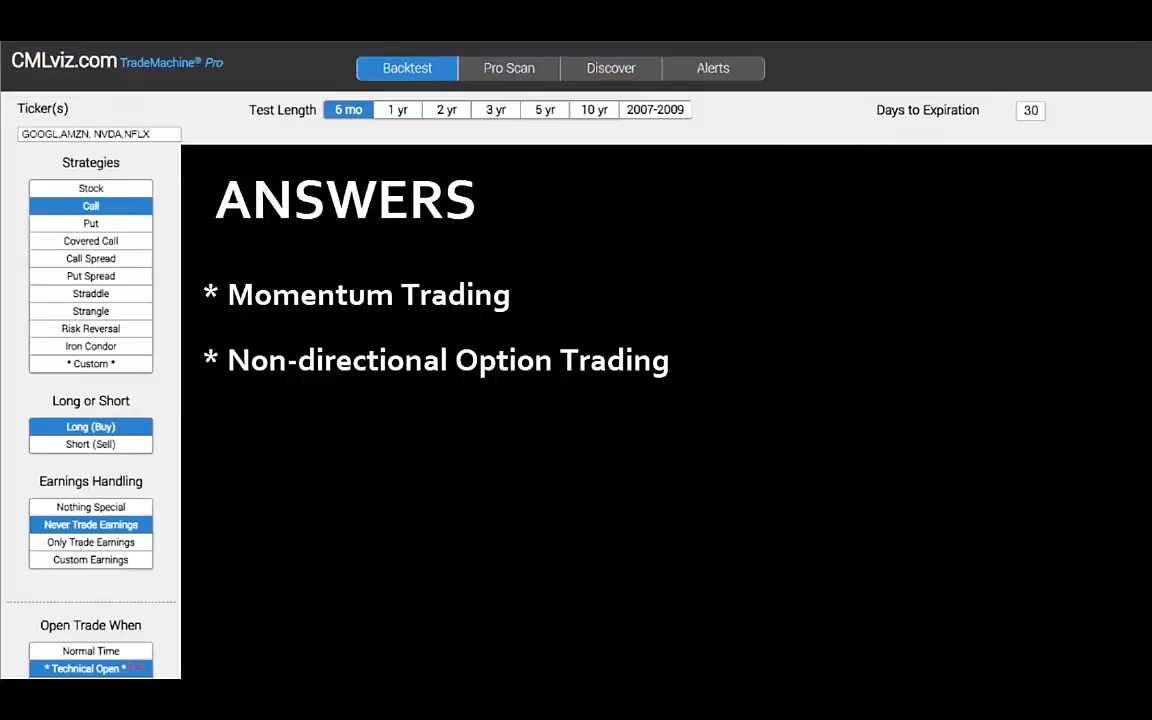 CMLviz.com TradeMachine® Pro
Backtest Pro Scan Discover Alerts
Ticker(s)
Test Length 6 mo 1 yr 2 yr 3 yr 5 yr 10 yr 2007-2009
Days to Expiration 30
GOOGL,AMZN, NVDA,NFLX
Strategies
Stock
Call
Put
Covered Call
Call Spread
Put Spread
Straddle
Strangle
Risk Reversal
Iron Condor
* Custom *
Long or Short
Long (Buy)
Short (Sell)
Earnings Handling
Nothing Special
Never Trade Earnings
Only Trade Earnings
Custom Earnings
Open Trade When
Normal Time
* Technical Open *
ANSWERS
* Momentum Trading
* Non-directional Option Trading